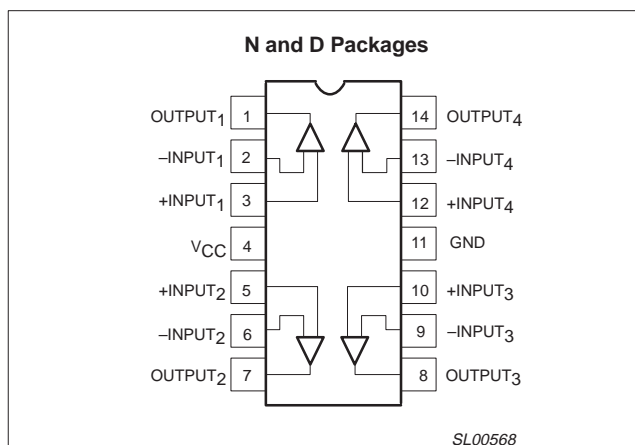 N and D Packages
OUTPUT1 1 14 OUTPUT4
–INPUT1 2 13 –INPUT4
+INPUT1 3 12 +INPUT4
VCC 4 11 GND
+INPUT2 5 10 +INPUT3
–INPUT2 6 9 –INPUT3
OUTPUT2 7 8 OUTPUT3
SL00568